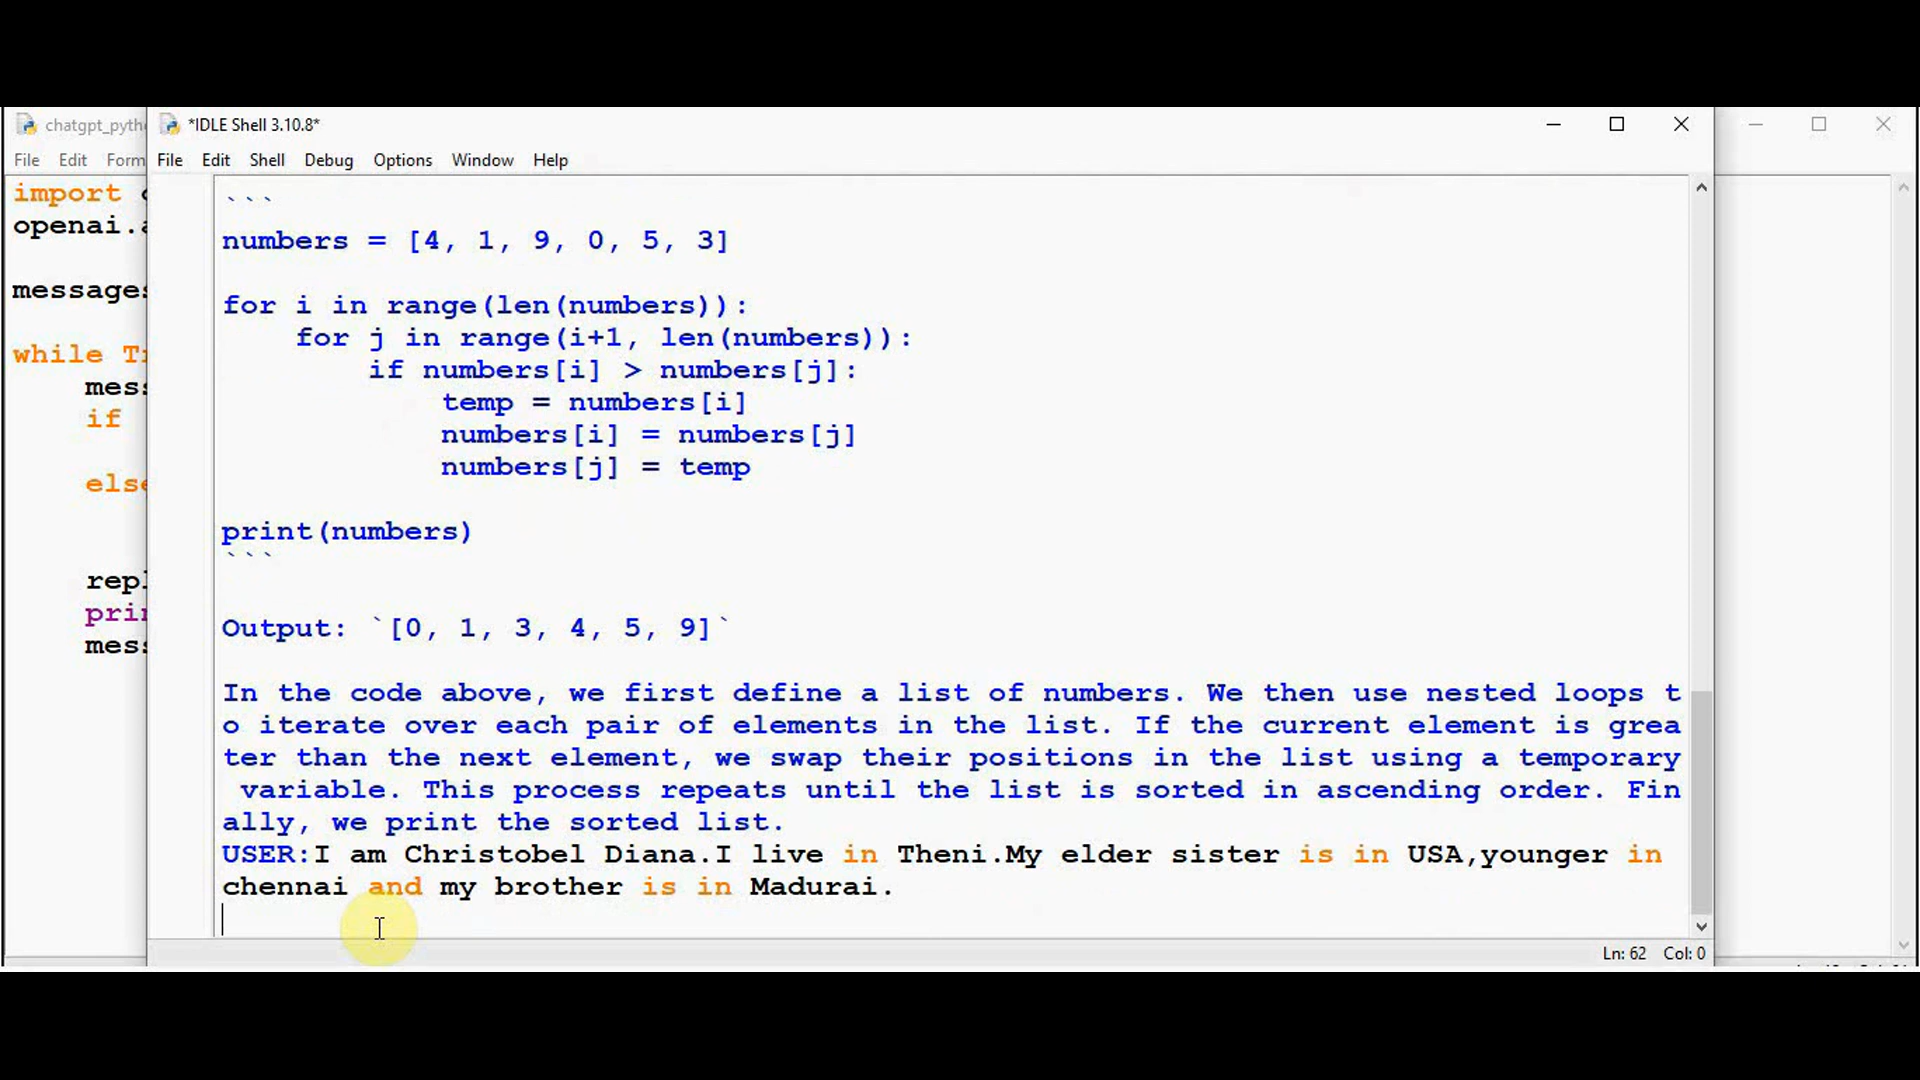 chatgpt_pyth
*IDLE Shell 3.10.8*
File Edit Form
File Edit Shell Debug Options Window Help
import
openai.a
messages
while T
mess
if
else
repl
prin
mess
```
numbers = [4, 1, 9, 0, 5, 3]
for i in range(len(numbers)):
for j in range(i+1, len(numbers)):
if numbers[i] > numbers[j]:
temp = numbers[i]
numbers[i] = numbers[j]
numbers[j] = temp
print(numbers)
```
Output: `[0, 1, 3, 4, 5, 9]`
In the code above, we first define a list of numbers. We then use nested loops t
o iterate over each pair of elements in the list. If the current element is grea
ter than the next element, we swap their positions in the list using a temporary
variable. This process repeats until the list is sorted in ascending order. Fin
ally, we print the sorted list.
USER:I am Christobel Diana.I live in Theni.My elder sister is in USA,younger in
chennai and my brother is in Madurai.
Ln: 62 Col: 0